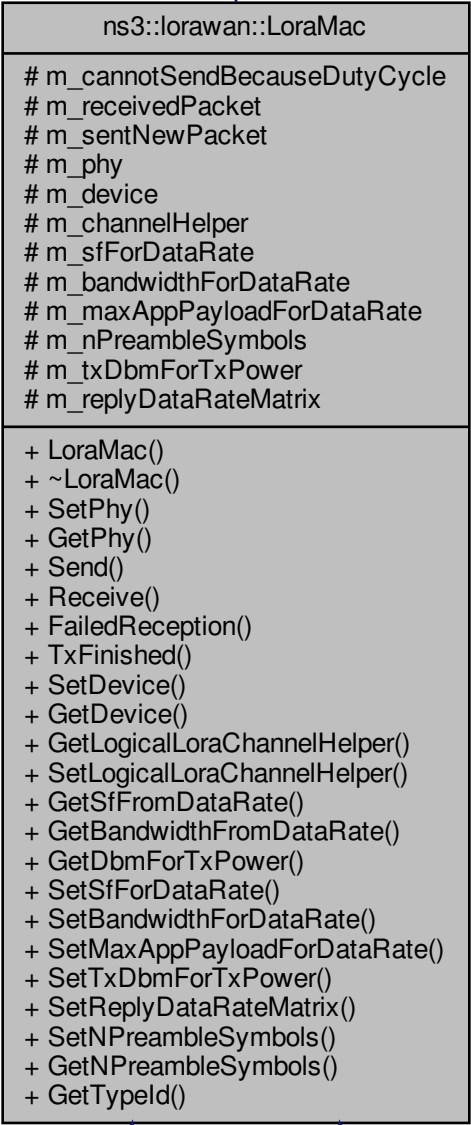 ns3::lorawan::LoraMac
# m_cannotSendBecauseDutyCycle
# m_receivedPacket
# m_sentNewPacket
# m_phy
# m_device
# m_channelHelper
# m_sfForDataRate
# m_bandwidthForDataRate
# m_maxAppPayloadForDataRate
# m_nPreambleSymbols
# m_txDbmForTxPower
# m_replyDataRateMatrix
+ LoraMac()
+ ~LoraMac()
+ SetPhy()
+ GetPhy()
+ Send()
+ Receive()
+ FailedReception()
+ TxFinished()
+ SetDevice()
+ GetDevice()
+ GetLogicalLoraChannelHelper()
+ SetLogicalLoraChannelHelper()
+ GetSfFromDataRate()
+ GetBandwidthFromDataRate()
+ GetDbmForTxPower()
+ SetSfForDataRate()
+ SetBandwidthForDataRate()
+ SetMaxAppPayloadForDataRate()
+ SetTxDbmForTxPower()
+ SetReplyDataRateMatrix()
+ SetNPreambleSymbols()
+ GetNPreambleSymbols()
+ GetTypeId()